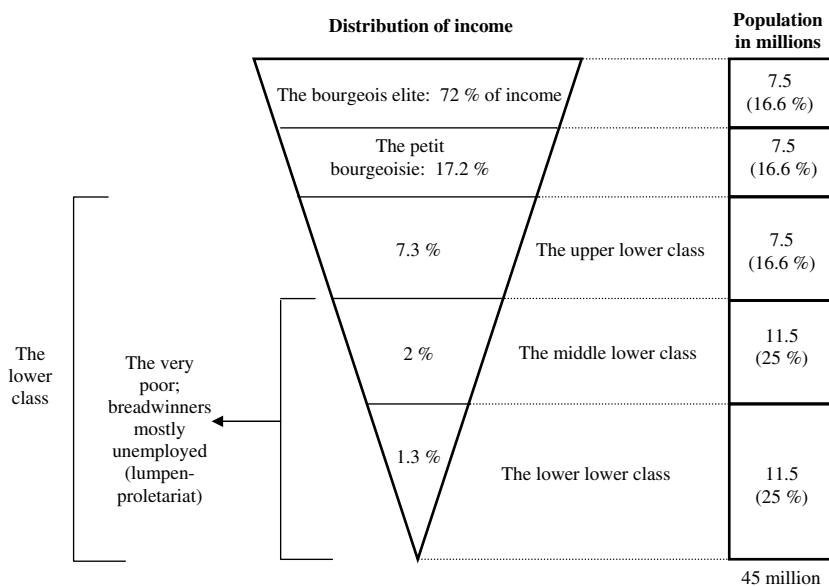 Distribution of income
Population
in millions
The bourgeois elite: 72 % of income
7.5
(16.6 %)
The petit
bourgeoisie: 17.2 %
7.5
(16.6 %)
7.3 %
The upper lower class
7.5
(16.6 %)
The
lower
class
The very
poor;
breadwinners
mostly
unemployed
(lumpen-
proletariat)
2 %
The middle lower class
11.5
(25 %)
1.3 %
The lower lower class
11.5
(25 %)
45 million